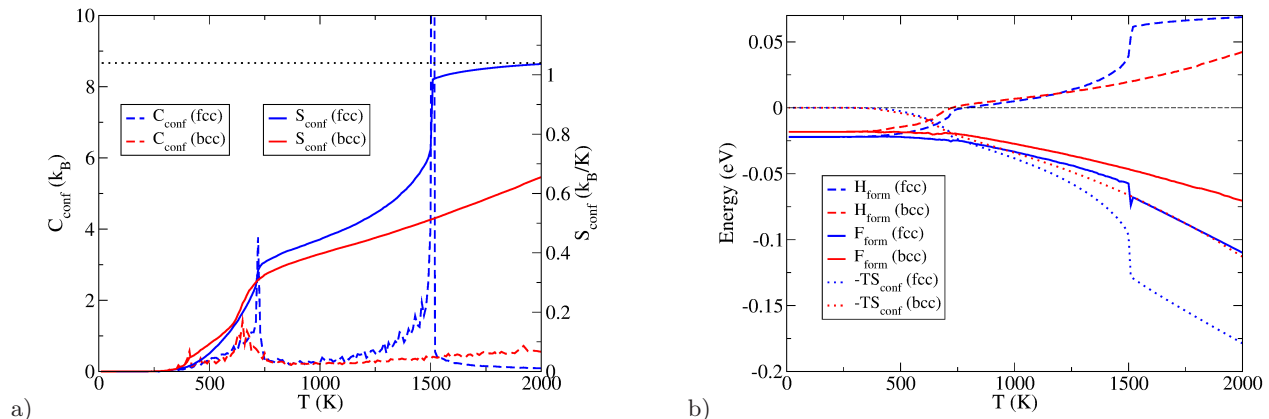 10
8
6
4
2
0
C_conf (k_B)
C_conf (fcc)
C_conf (bcc)
S_conf (fcc)
S_conf (bcc)
1
0.8
0.6
0.4
0.2
0
S_conf (k_B/K)
0 500 1000 1500 2000
T (K)
a)
0.05
0
-0.05
-0.1
-0.15
-0.2
Energy (eV)
H_form (fcc)
H_form (bcc)
F_form (fcc)
F_form (bcc)
-TS_conf (fcc)
-TS_conf (bcc)
0 500 1000 1500 2000
T (K)
b)